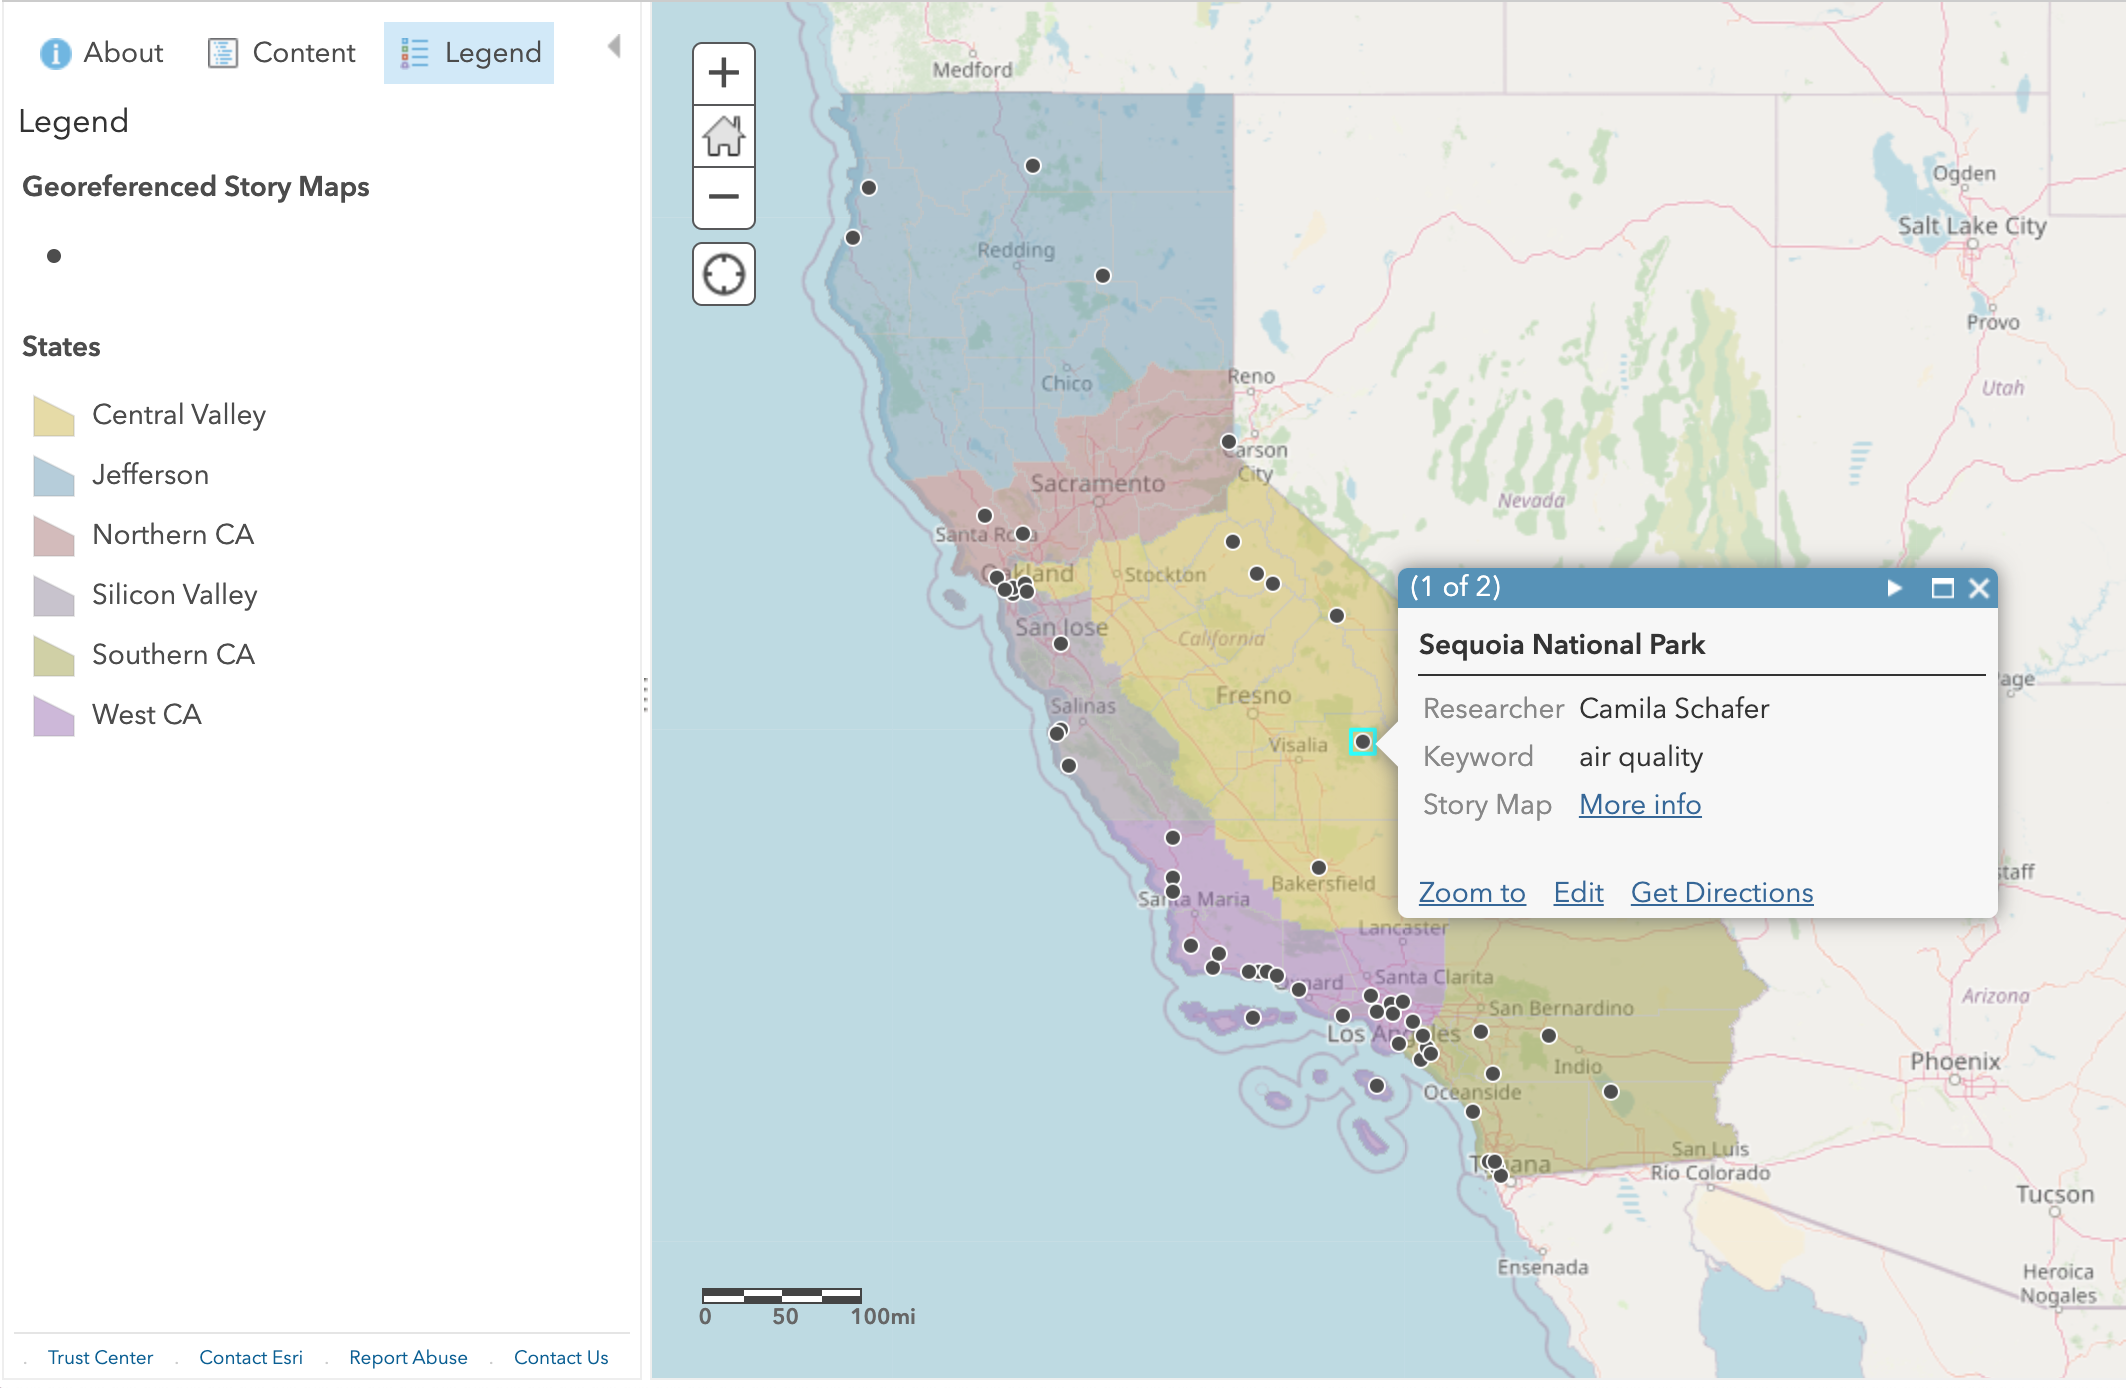 About Content Legend
Legend
Georeferenced Story Maps
States
Central Valley
Jefferson
Northern CA
Silicon Valley
Southern CA
West CA
Trust Center . Contact Esri . Report Abuse . Contact Us
Medford
Redding
Chico
Reno
Carson
City
Sacramento
Santa
Oakland
Stockton
San Jose
California
Nevada
Utah
Ogden
Salt Lake City
Provo
Salinas
Fresno
Visalia
(1 of 2)
Sequoia National Park
Researcher Camila Schafer
Keyword air quality
Story Map More info
Zoom to Edit Get Directions
Bakersfield
Santa Maria
Lancaster
Santa Clarita
San Bernardino
Los Angeles
Indio
Oceanside
Arizona
Phoenix
San Luis
Río Colorado
Tucson
Ensenada
Heroica
Nogales
0 50 100mi